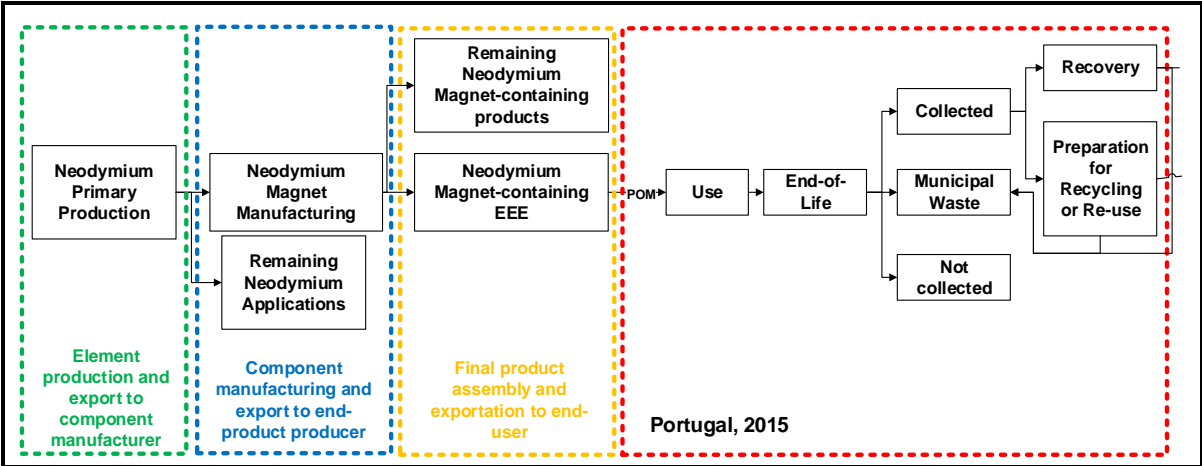 Neodymium
Primary
Production
Element
production and
export to
component
manufacturer
Neodymium
Magnet
Manufacturing
Remaining
Neodymium
Applications
Component
manufacturing and
export to end-
product producer
Remaining
Neodymium
Magnet-containing
products
Neodymium
Magnet-containing
EEE
Final product
assembly and
exportation to end-
user
POM
Use
End-of-
Life
Collected
Municipal
Waste
Not
collected
Recovery
Preparation
for
Recycling
or Re-use
Portugal, 2015